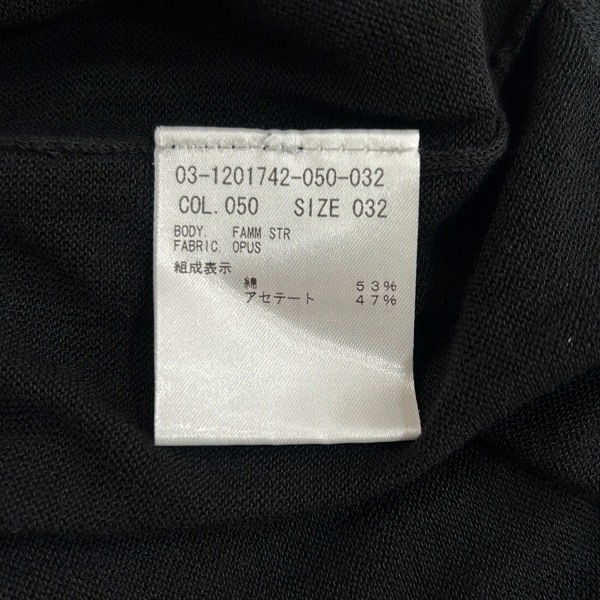 03-1201742-050-032
COL. 050 SIZE 032
BODY. FAMM STR
FABRIC. OPUS
組成表示
綿 53%
アセテート 47%